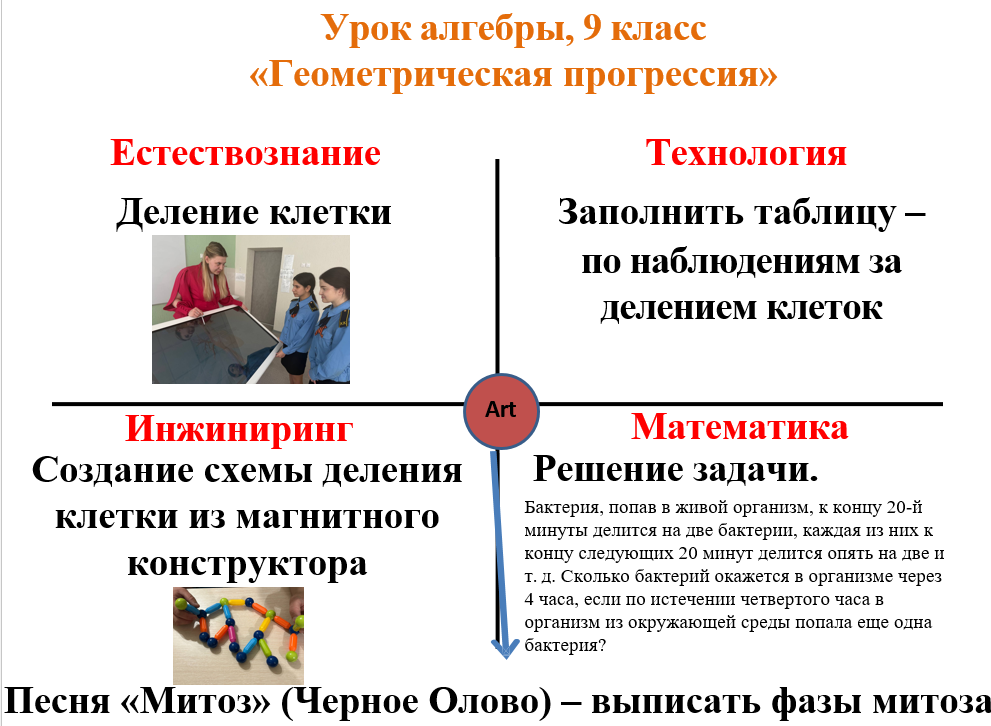 Урок алгебры, 9 класс
«Геометрическая прогрессия»
Естествознание
Деление клетки
Технология
Заполнить таблицу –
по наблюдениям за
делением клеток
Art
Инжиниринг
Создание схемы деления
клетки из магнитного
конструктора
Математика
Решение задачи.
Бактерия, попав в живой организм, к концу 20-й
минуты делится на две бактерии, каждая из них к
концу следующих 20 минут делится опять на две и
т. д. Сколько бактерий окажется в организме через
4 часа, если по истечении четвертого часа в
организм из окружающей среды попала еще одна
бактерия?
Песня «Митоз» (Черное Олово) – выписать фазы митоза